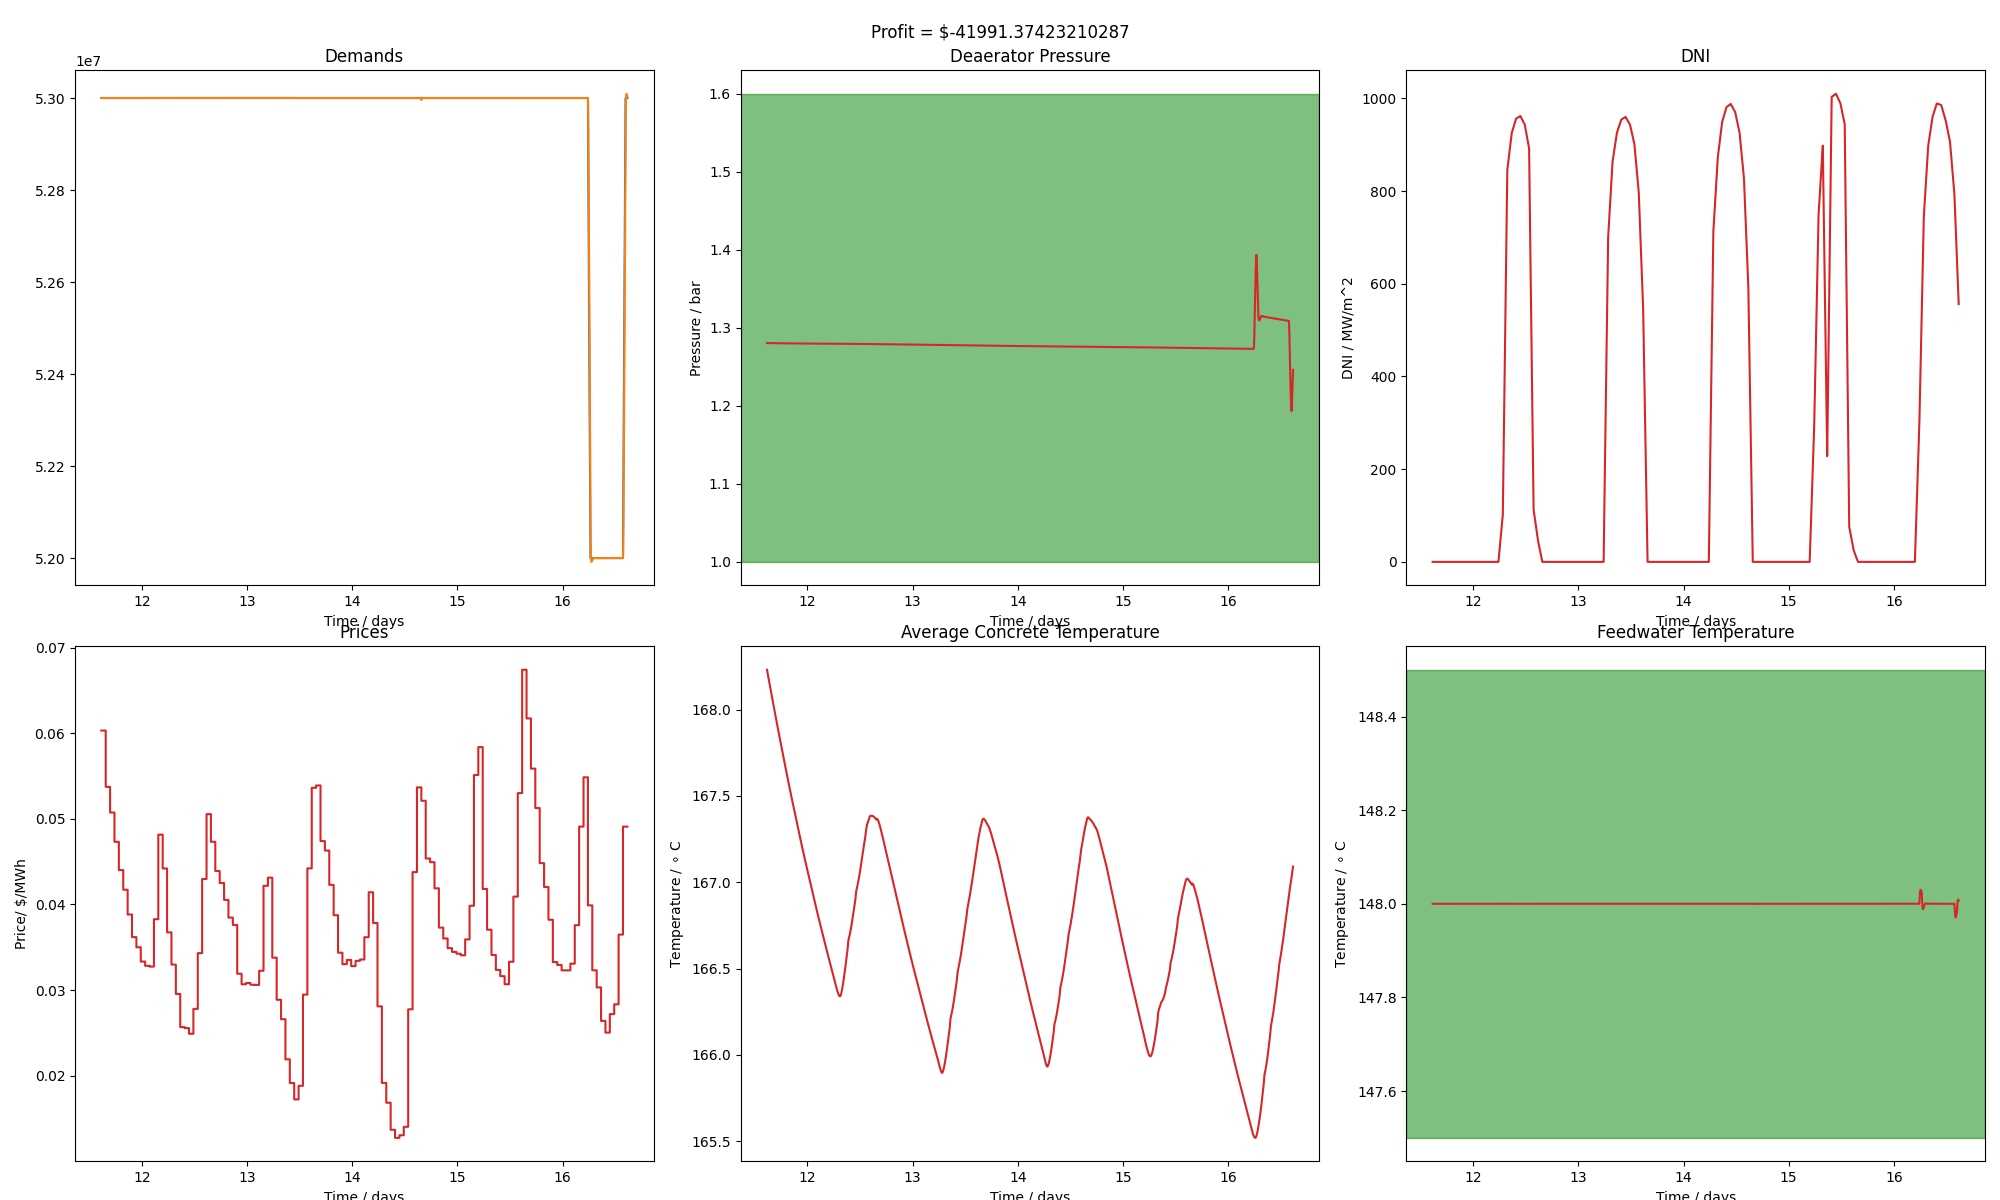 Profit = $-41991.37423210287
Demands
1e7
5.30
5.28
5.26
5.24
5.22
5.20
12 13 14 15 16
Time / days
Deaerator Pressure
Pressure / bar
1.6
1.5
1.4
1.3
1.2
1.1
1.0
12 13 14 15 16
Time / days
DNI
DNI / MW/m^2
1000
800
600
400
200
0
12 13 14 15 16
Time / days
Prices
Price/ $/MWh
0.07
0.06
0.05
0.04
0.03
0.02
12 13 14 15 16
Time / days
Average Concrete Temperature
Temperature / ∘ C
168.0
167.5
167.0
166.5
166.0
165.5
12 13 14 15 16
Time / days
Feedwater Temperature
Temperature / ∘ C
148.4
148.2
148.0
147.8
147.6
12 13 14 15 16
Time / days